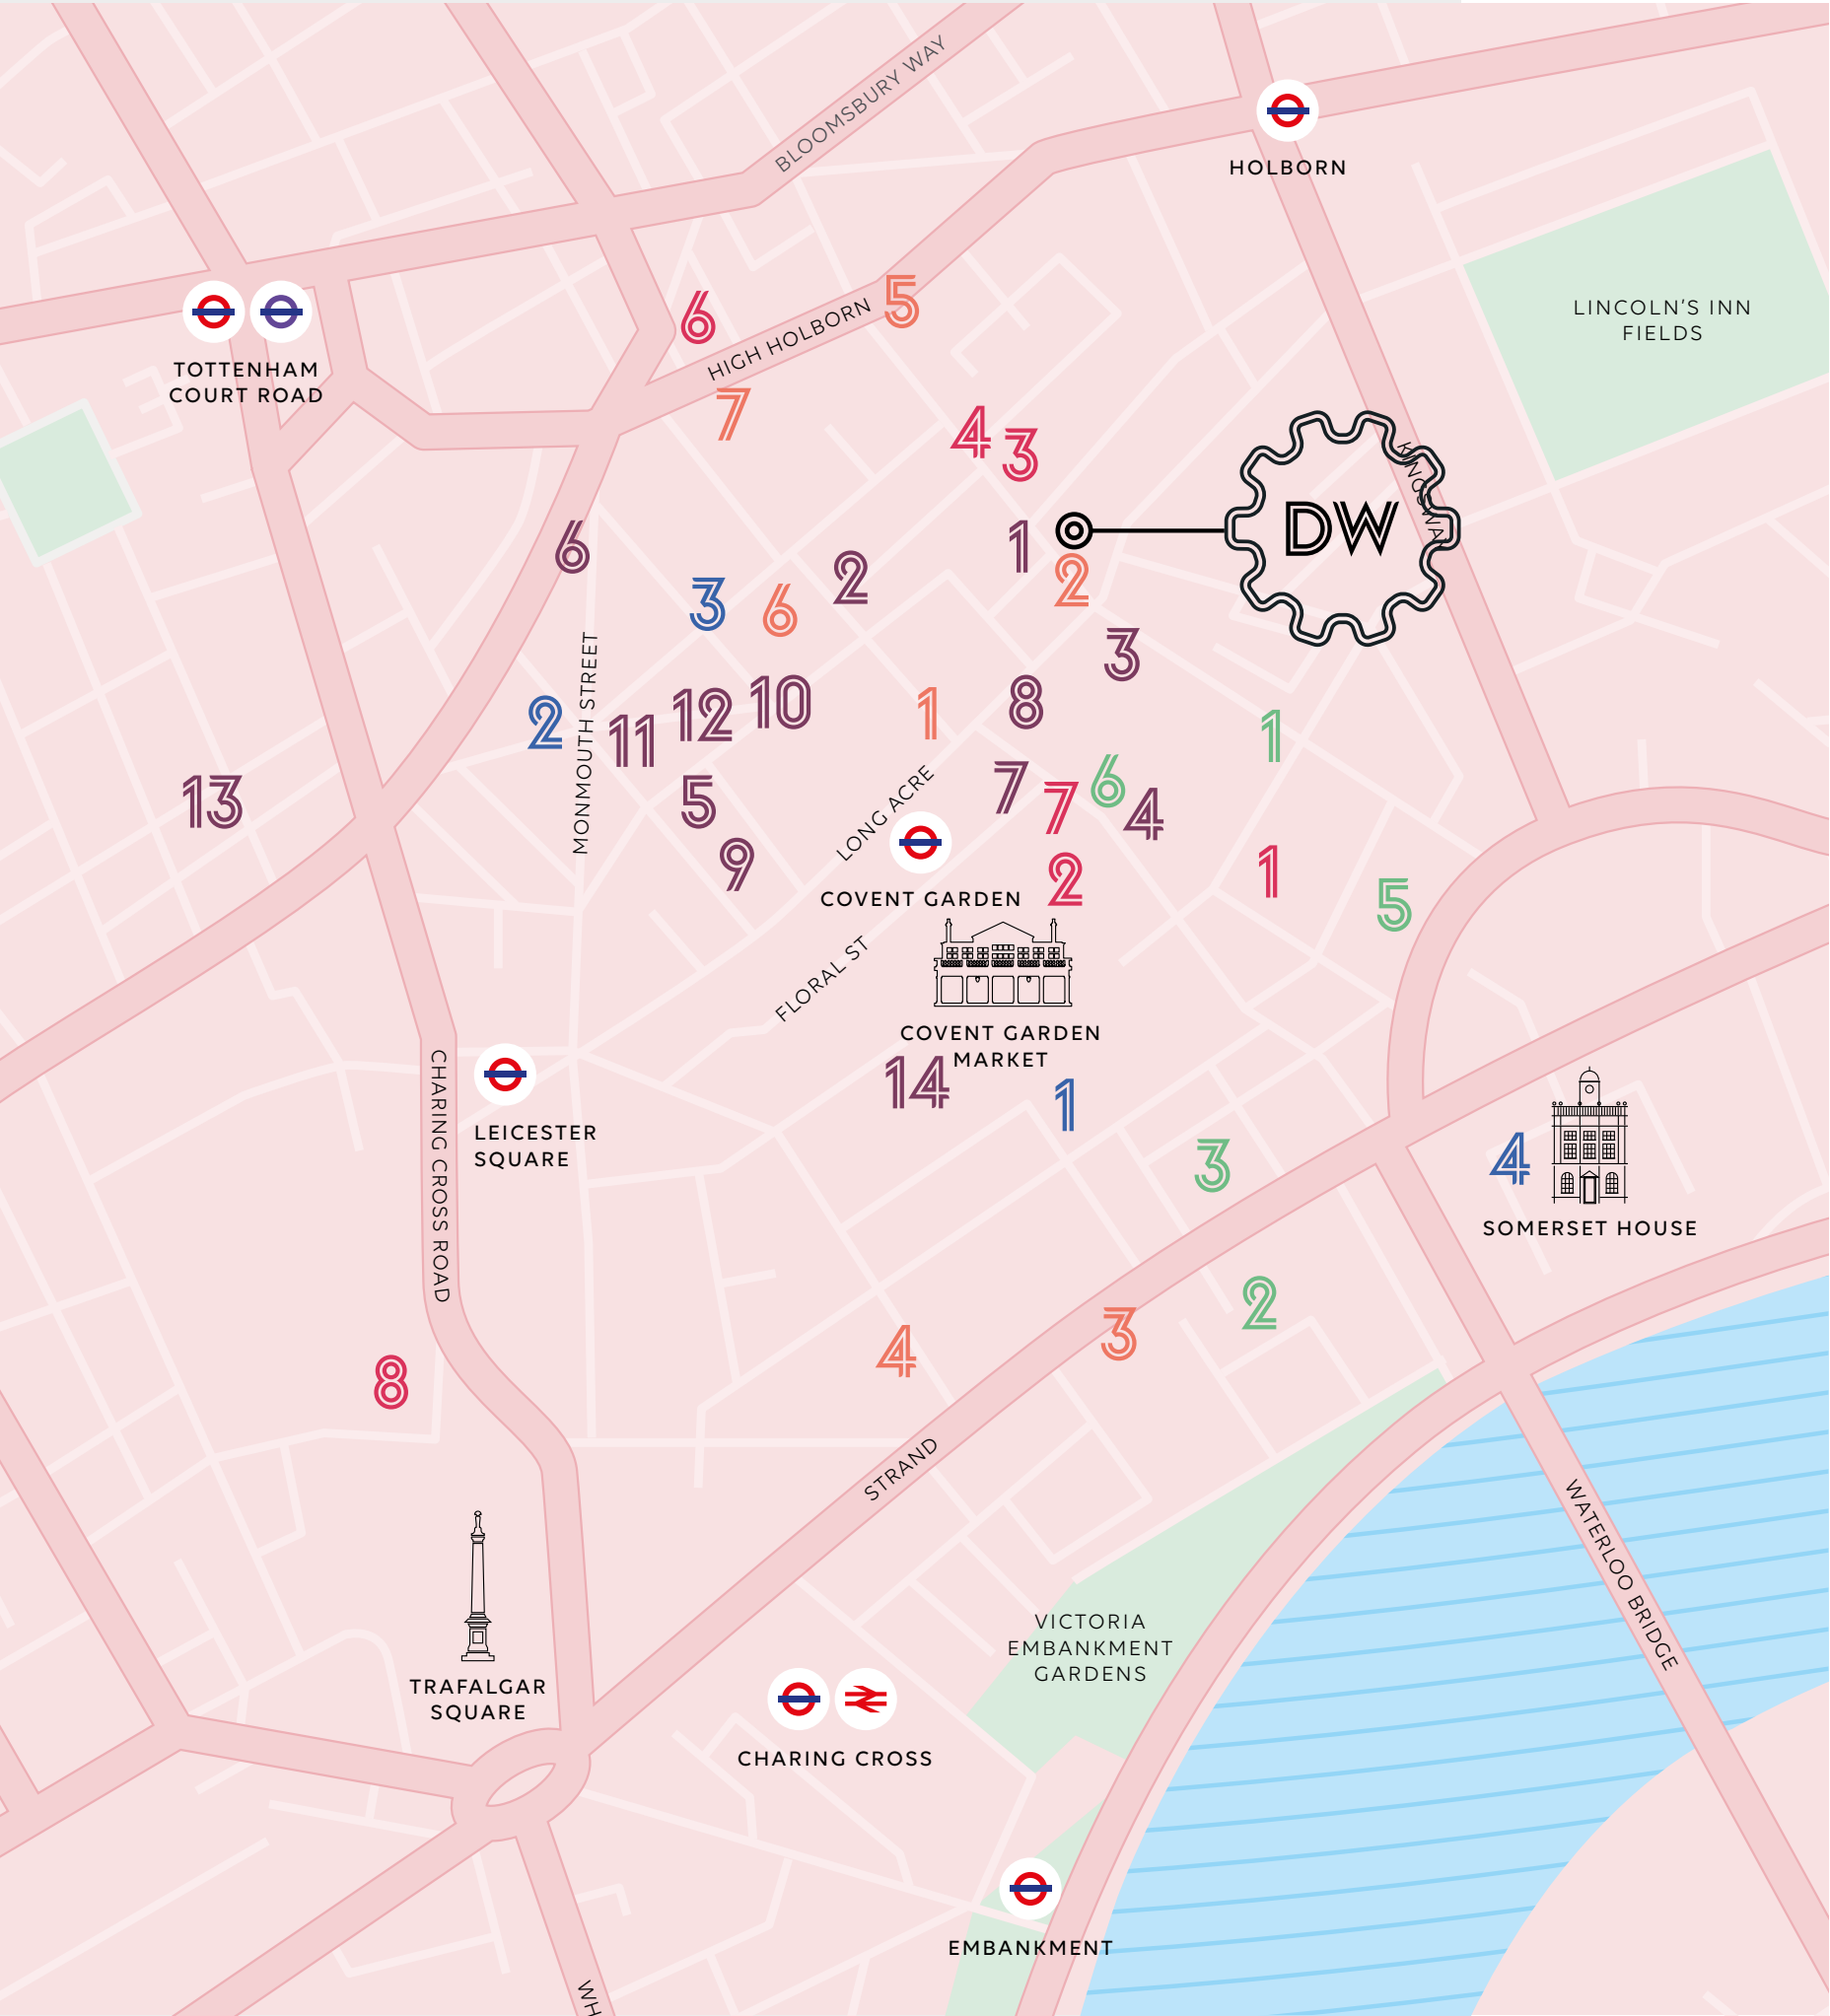 BLOOMSBURY WAY
HOLBORN
LINCOLN'S INN
FIELDS
5
6
HIGH HOLBORN
TOTTENHAM
COURT ROAD
7
4
3
KINGSWAY
DW
6
1
2
2
3
6
3
MONMOUTH STREET
2
11
12
10
1
8
1
13
5
9
LONG ACRE
7
7
6
4
COVENT GARDEN
2
1
5
FLORAL ST
COVENT GARDEN
MARKET
14
1
CHARING CROSS ROAD
LEICESTER
SQUARE
3
4
SOMERSET HOUSE
2
3
4
8
STRAND
WATERLOO BRIDGE
VICTORIA
EMBANKMENT
GARDENS
TRAFALGAR
SQUARE
CHARING CROSS
EMBANKMENT
WH